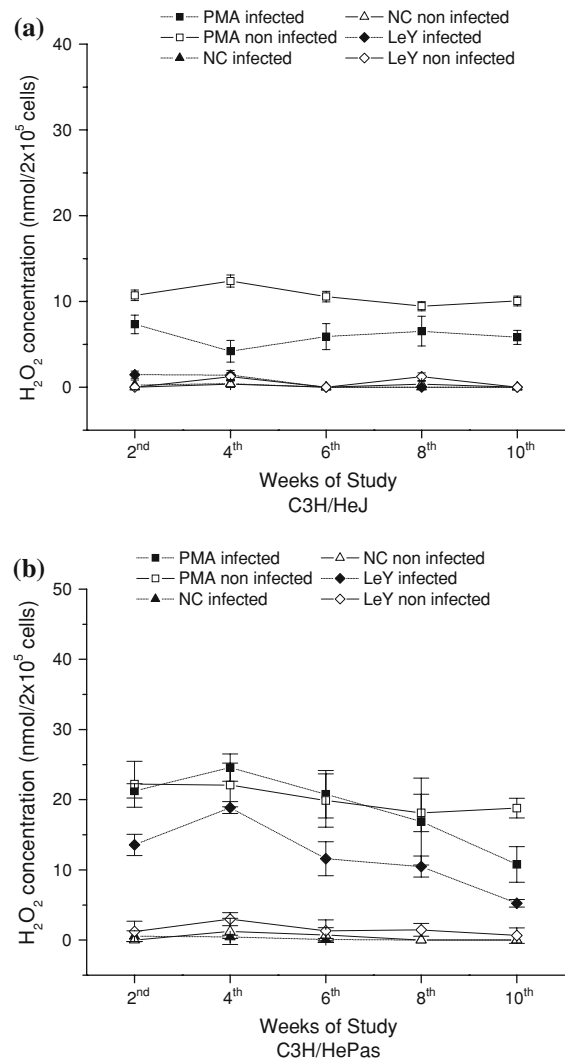 (a)
PMA infected
PMA non infected
NC infected
NC non infected
LeY infected
LeY non infected
H₂O₂ concentration (nmol/2x10⁵ cells)
40
30
20
10
0
2ⁿᵈ 4ᵗʰ 6ᵗʰ 8ᵗʰ 10ᵗʰ
Weeks of Study
C3H/HeJ
(b)
PMA infected
PMA non infected
NC infected
NC non infected
LeY infected
LeY non infected
H₂O₂ concentration (nmol/2x10⁵ cells)
50
40
30
20
10
0
2ⁿᵈ 4ᵗʰ 6ᵗʰ 8ᵗʰ 10ᵗʰ
Weeks of Study
C3H/HePas